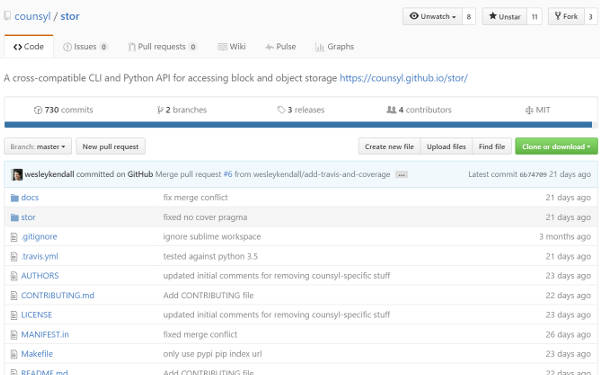 counsyl / stor Unwatch 8 Unstar 11 Fork 3
Code Issues 0 Pull requests 0 Wiki Pulse Graphs
A cross-compatible CLI and Python API for accessing block and object storage https://counsyl.github.io/stor/
730 commits 2 branches 3 releases 4 contributors MIT
Branch: master New pull request Create new file Upload files Find file Clone or download
wesleykendall committed on GitHub Merge pull request #6 from wesleykendall/add-travis-and-coverage ... Latest commit 6b74709 21 days ago
docs fix merge conflict 21 days ago
stor fixed no cover pragma 21 days ago
.gitignore ignore sublime workspace 3 months ago
.travis.yml tested against python 3.5 21 days ago
AUTHORS updated initial comments for removing counsyl-specific stuff 23 days ago
CONTRIBUTING.md Add CONTRIBUTING file 22 days ago
LICENSE updated initial comments for removing counsyl-specific stuff 23 days ago
MANIFEST.in fixed merge conflict 26 days ago
Makefile only use pypi pip index url 21 days ago
README.md Add CONTRIBUTING file 22 days ago